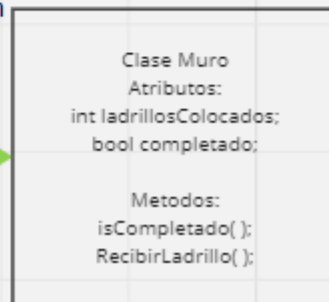 Clase Muro
Atributos:
int ladrillosColocados;
bool completado;
Metodos:
isCompletado( );
RecibirLadrillo( );